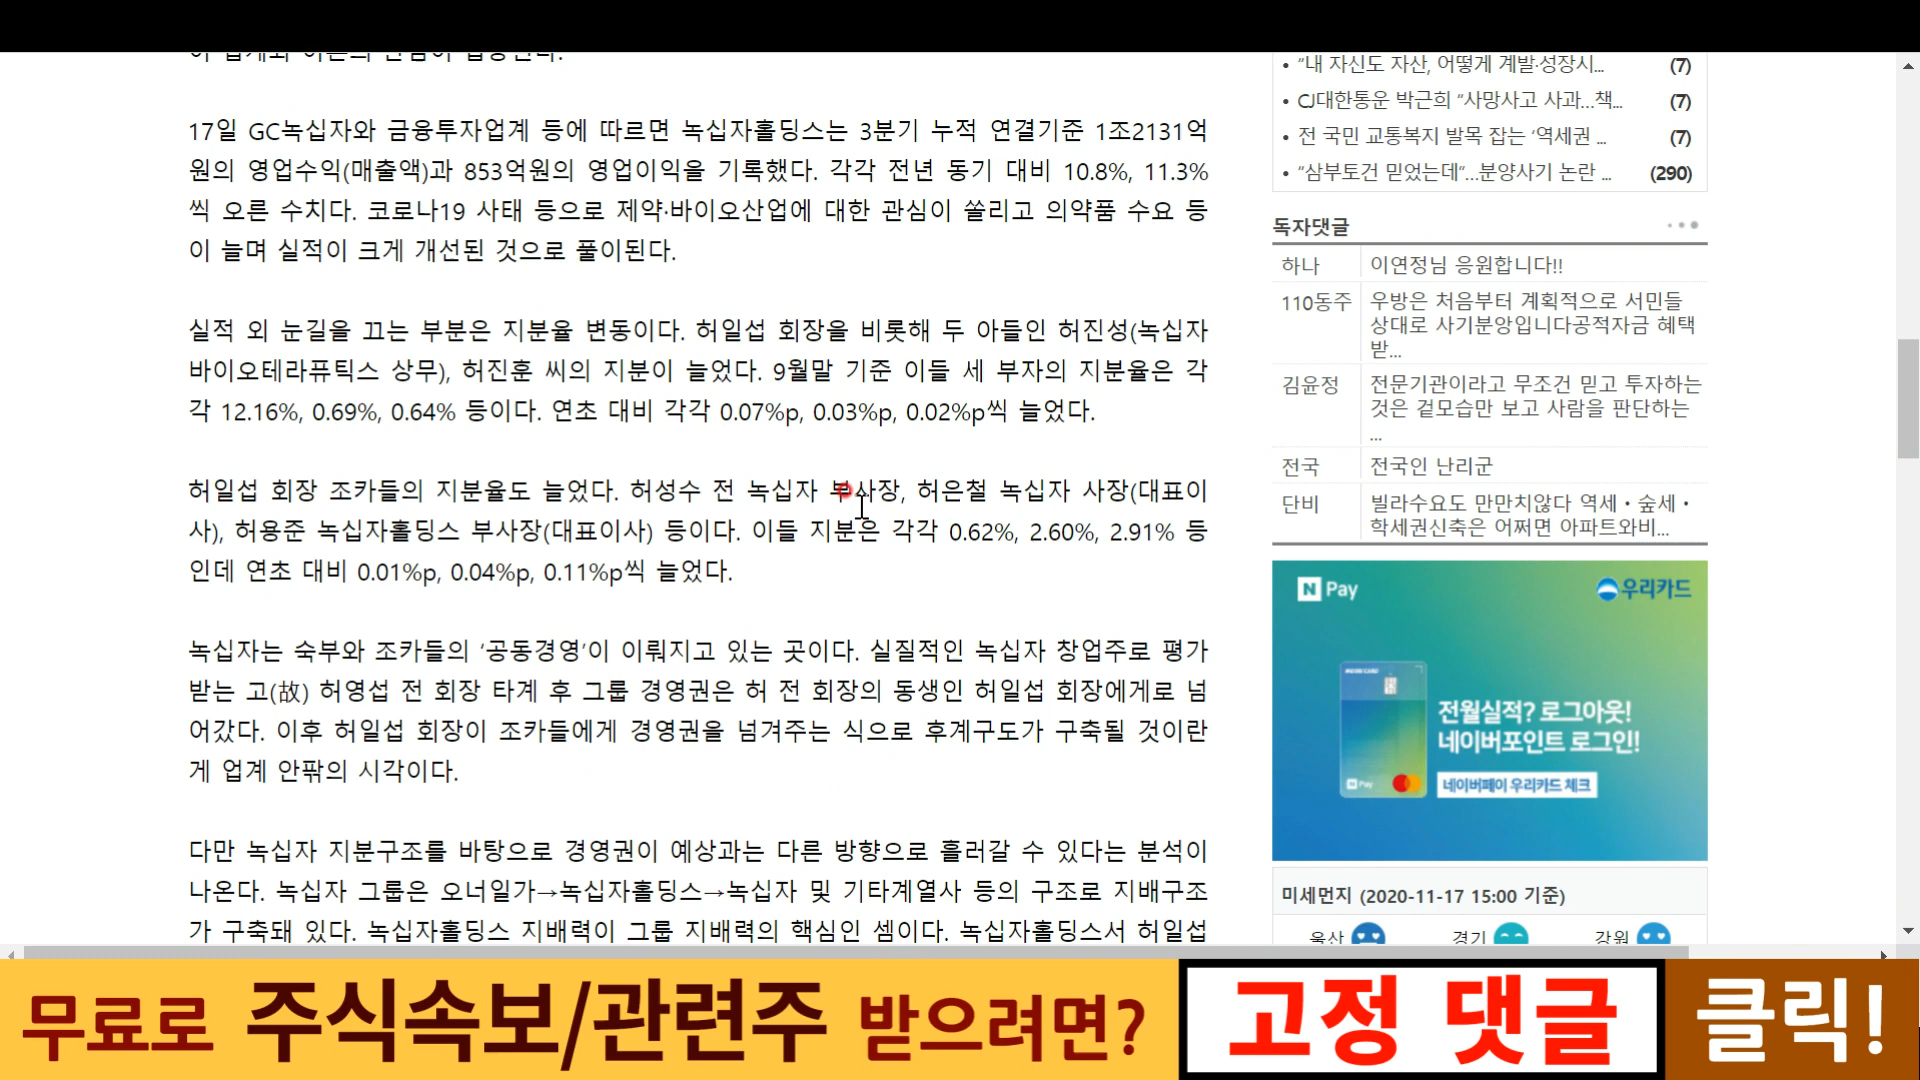 17일 GC녹십자와 금융투자업계 등에 따르면 녹십자홀딩스는 3분기 누적 연결기준 1조2131억
원의 영업수익(매출액)과 853억원의 영업이익을 기록했다. 각각 전년 동기 대비 10.8%, 11.3%
씩 오른 수치다. 코로나19 사태 등으로 제약·바이오산업에 대한 관심이 쏠리고 의약품 수요 등
이 늘며 실적이 크게 개선된 것으로 풀이된다.
실적 외 눈길을 끄는 부분은 지분율 변동이다. 허일섭 회장을 비롯해 두 아들인 허진성(녹십자
바이오테라퓨틱스 상무), 허진훈 씨의 지분이 늘었다. 9월말 기준 이들 세 부자의 지분율은 각
각 12.16%, 0.69%, 0.64% 등이다. 연초 대비 각각 0.07%p, 0.03%p, 0.02%p씩 늘었다.
허일섭 회장 조카들의 지분율도 늘었다. 허성수 전 녹십자 부사장, 허은철 녹십자 사장(대표이
사), 허용준 녹십자홀딩스 부사장(대표이사) 등이다. 이들 지분은 각각 0.62%, 2.60%, 2.91% 등
인데 연초 대비 0.01%p, 0.04%p, 0.11%p씩 늘었다.
녹십자는 숙부와 조카들의 ‘공동경영’이 이뤄지고 있는 곳이다. 실질적인 녹십자 창업주로 평가
받는 고(故) 허영섭 전 회장 타계 후 그룹 경영권은 허 전 회장의 동생인 허일섭 회장에게로 넘
어갔다. 이후 허일섭 회장이 조카들에게 경영권을 넘겨주는 식으로 후계구도가 구축될 것이란
게 업계 안팎의 시각이다.
다만 녹십자 지분구조를 바탕으로 경영권이 예상과는 다른 방향으로 흘러갈 수 있다는 분석이
나온다. 녹십자 그룹은 오너일가→녹십자홀딩스→녹십자 및 기타계열사 등의 구조로 지배구조
가 구축돼 있다. 녹십자홀딩스 지배력이 그룹 지배력의 핵심인 셈이다. 녹십자홀딩스서 허일섭
• “내 자신도 자산, 어떻게 계발·성장시... (7)
• CJ대한통운 박근희 “사망사고 사과…책... (7)
• 전 국민 교통복지 발목 잡는 ‘역세권 ... (7)
• “삼부토건 믿었는데”…분양사기 논란 ... (290)
독자댓글
하나 이연정님 응원합니다!!
110동주 우방은 처음부터 계획적으로 서민들
상대로 사기분앙입니다공적자금 혜택
받...
김윤정 전문기관이라고 무조건 믿고 투자하는
것은 겉모습만 보고 사람을 판단하는
...
전국 전국인 난리군
단비 빌라수요도 만만치않다 역세・숲세・
학세권신축은 어쩌면 아파트와비...
N Pay 우리카드
전월실적? 로그아웃!
네이버포인트 로그인!
N Pay 네이버페이 우리카드 체크
미세먼지 (2020-11-17 15:00 기준)
울산 경기 강원
무료로 주식속보/관련주 받으려면? 고정 댓글 클릭!